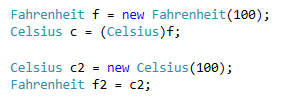 Fahrenheit f = new Fahrenheit(100);
Celsius c = (Celsius)f;
Celsius c2 = new Celsius(100);
Fahrenheit f2 = c2;